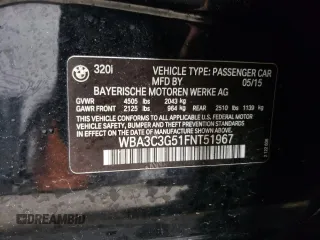 320i
VEHICLE TYPE: PASSENGER CAR
MFD BY 05/15
BAYERISCHE MOTOREN WERKE AG
GVWR 4505 lbs 2043 kg
GAWR FRONT 2125 lbs 964 kg REAR 2510 lbs 1139 kg
THIS VEHICLE CONFORMS TO ALL APPLICABLE U.S. FEDERAL MOTOR
VEHICLE SAFETY, BUMPER, AND THEFT PREVENTION STANDARDS
IN EFFECT ON THE DATE OF MANUFACTURE SHOWN ABOVE.
WBA3C3G51FNT51967
DREAMBID